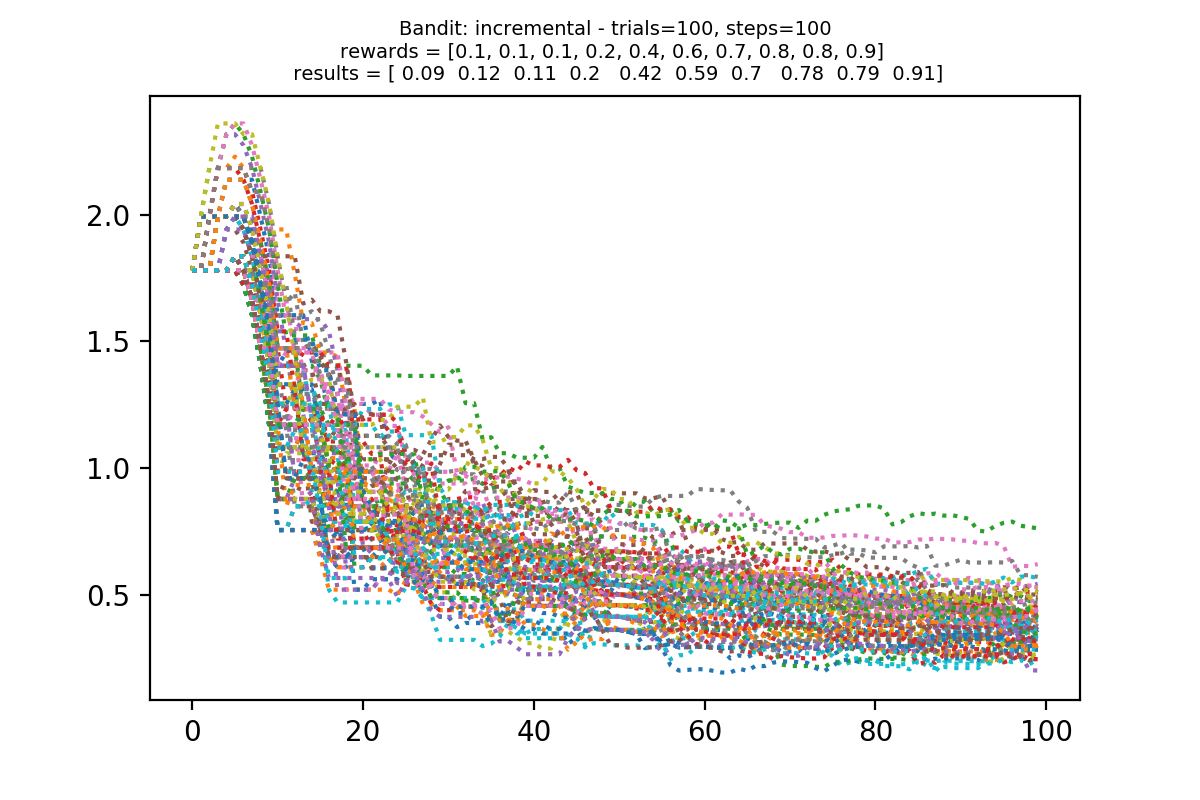 Bandit: incremental - trials=100, steps=100
rewards = [0.1, 0.1, 0.1, 0.2, 0.4, 0.6, 0.7, 0.8, 0.8, 0.9]
results = [ 0.09  0.12  0.11  0.2   0.42  0.59  0.7   0.78  0.79  0.91]
2.0
1.5
1.0
0.5
0 20 40 60 80 100